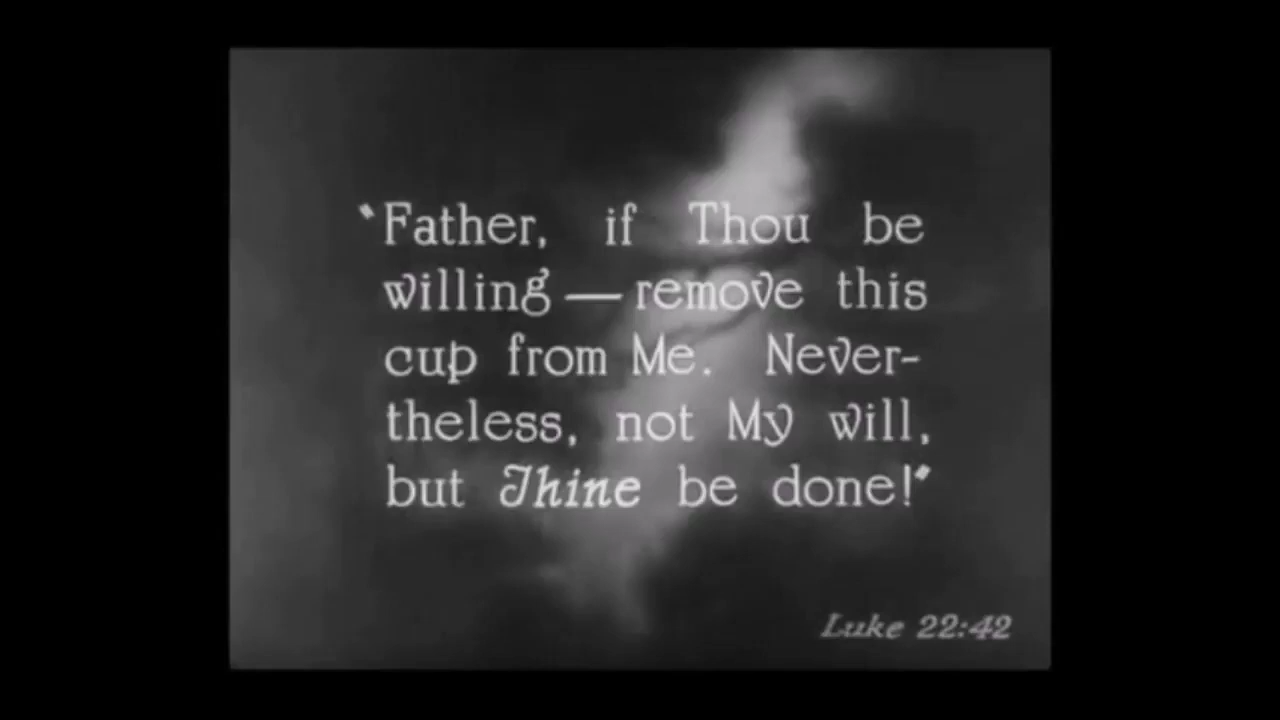 "Father, if Thou be
willing — remove this
cup from Me. Never-
theless, not My will,
but Thine be done!"
Luke 22:42